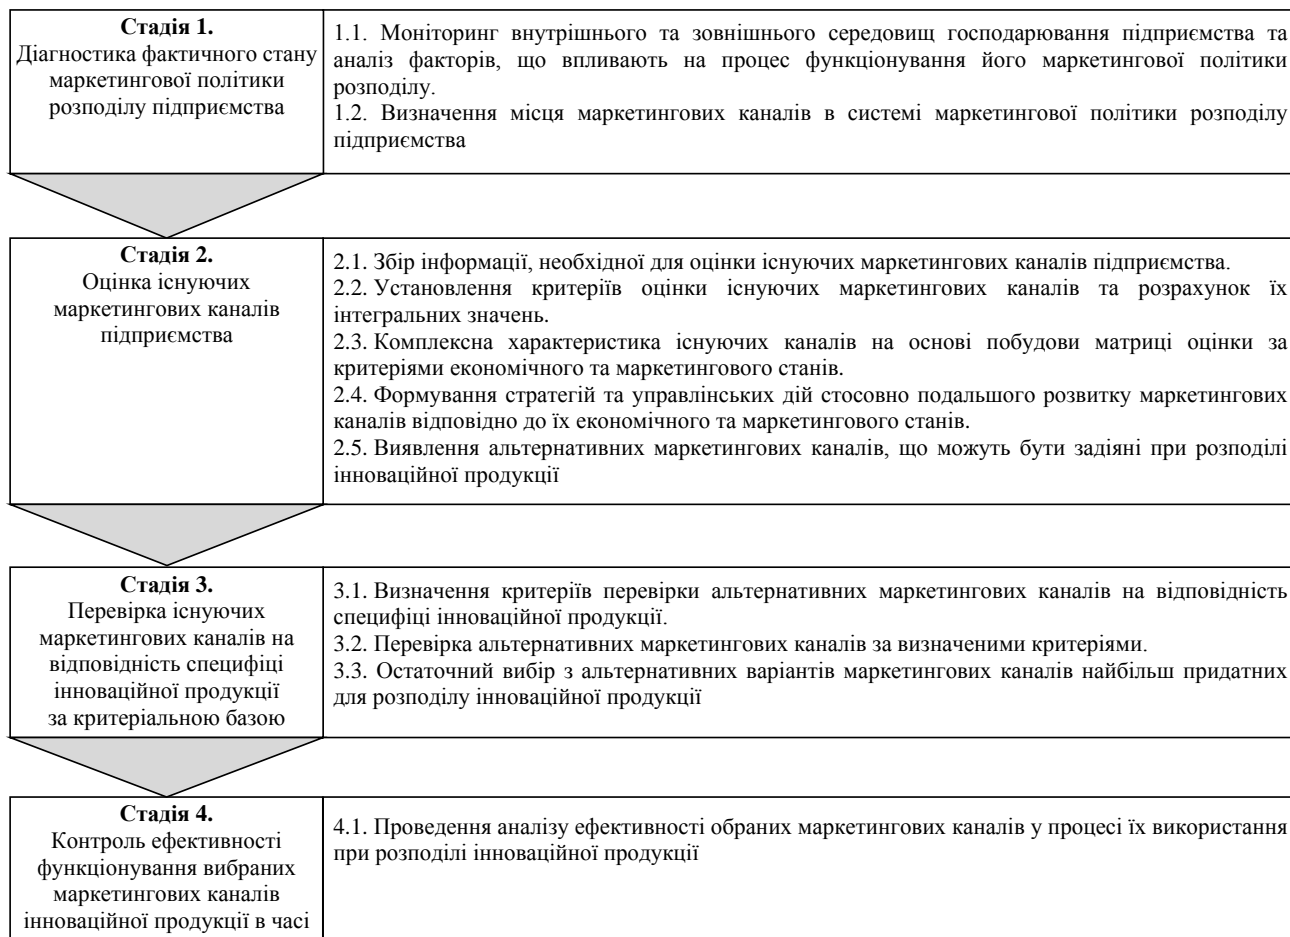 Стадія 1.
Діагностика фактичного стану
маркетингової політики
розподілу підприємства
1.1. Моніторинг внутрішнього та зовнішнього середовищ господарювання підприємства та
аналіз факторів, що впливають на процес функціонування його маркетингової політики
розподілу.
1.2. Визначення місця маркетингових каналів в системі маркетингової політики розподілу
підприємства
Стадія 2.
Оцінка існуючих
маркетингових каналів
підприємства
2.1. Збір інформації, необхідної для оцінки існуючих маркетингових каналів підприємства.
2.2. Установлення критеріїв оцінки існуючих маркетингових каналів та розрахунок їх
інтегральних значень.
2.3. Комплексна характеристика існуючих каналів на основі побудови матриці оцінки за
критеріями економічного та маркетингового станів.
2.4. Формування стратегій та управлінських дій стосовно подальшого розвитку маркетингових
каналів відповідно до їх економічного та маркетингового станів.
2.5. Виявлення альтернативних маркетингових каналів, що можуть бути задіяні при розподілі
інноваційної продукції
Стадія 3.
Перевірка існуючих
маркетингових каналів на
відповідність специфіці
інноваційної продукції
за критеріальною базою
3.1. Визначення критеріїв перевірки альтернативних маркетингових каналів на відповідність
специфіці інноваційної продукції.
3.2. Перевірка альтернативних маркетингових каналів за визначеними критеріями.
3.3. Остаточний вибір з альтернативних варіантів маркетингових каналів найбільш придатних
для розподілу інноваційної продукції
Стадія 4.
Контроль ефективності
функціонування вибраних
маркетингових каналів
інноваційної продукції в часі
4.1. Проведення аналізу ефективності обраних маркетингових каналів у процесі їх використання
при розподілі інноваційної продукції